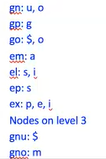 gn: u, o
gp: g
go: $, o
em: a
el: s, i
ep: s
ex: p, e, i
Nodes on level 3
gnu: $
gno: m